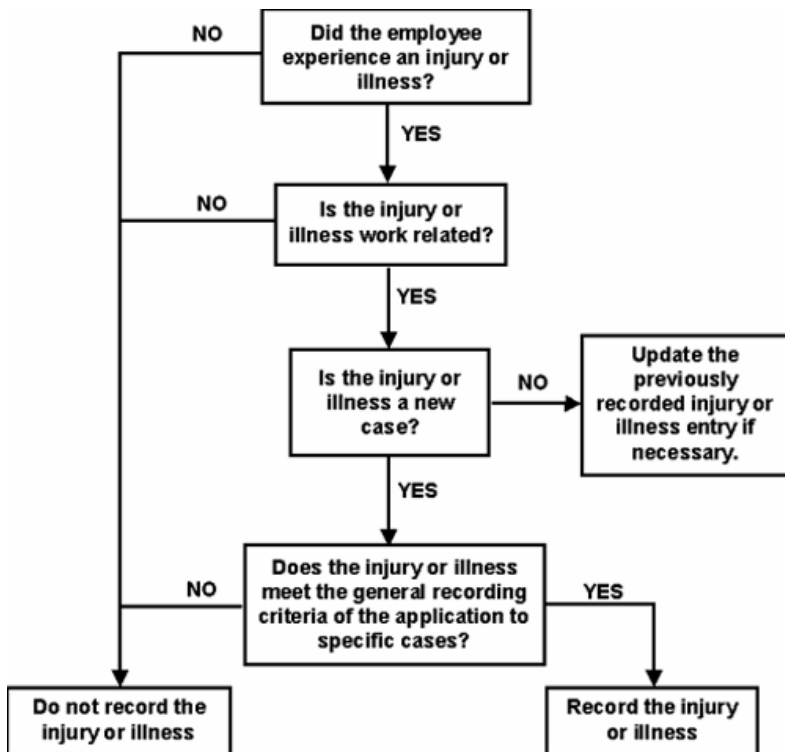 NO
Did the employee
experience an injury or
illness?
YES
NO
Is the injury or
illness work related?
YES
Is the injury or
illness a new
case?
NO
Update the
previously
recorded injury or
illness entry if
necessary.
YES
NO
Does the injury or illness
meet the general recording
criteria of the application to
specific cases?
YES
Do not record the
injury or illness
Record the injury
or illness